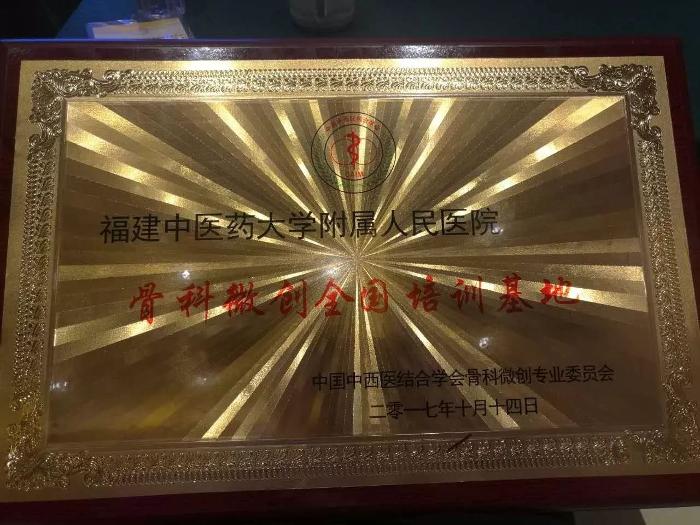 福建中医药大学附属人民医院
骨科微创全国培训基地
中国中西医结合学会骨科微创专业委员会
二零一七年十月十四日